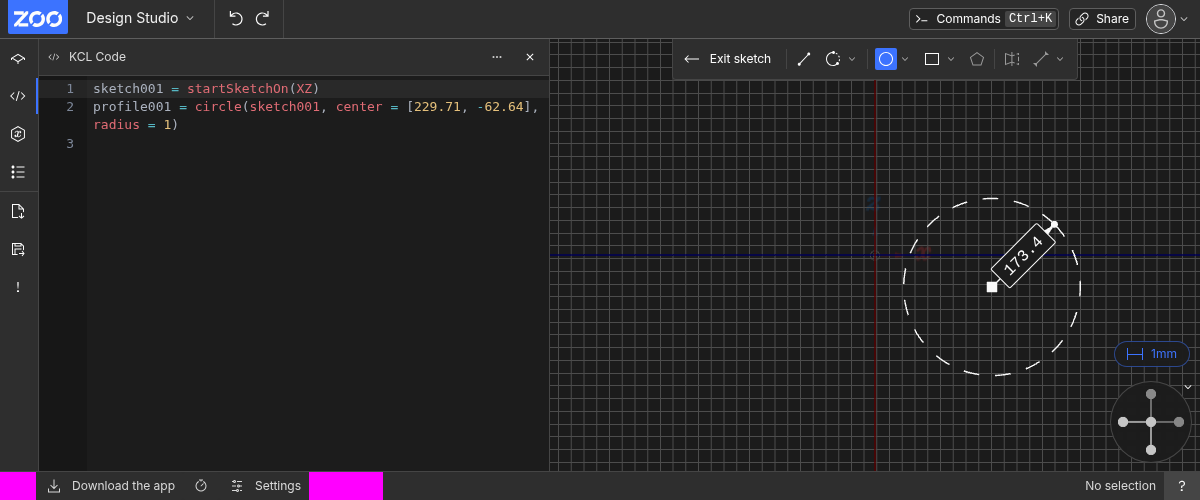 ZOO Design Studio Commands Ctrl+K Share
KCL Code
Exit sketch
1 sketch001 = startSketchOn(XZ)
2 profile001 = circle(sketch001, center = [229.71, -62.64],
radius = 1)
3
173.4
1mm
Download the app Settings No selection ?